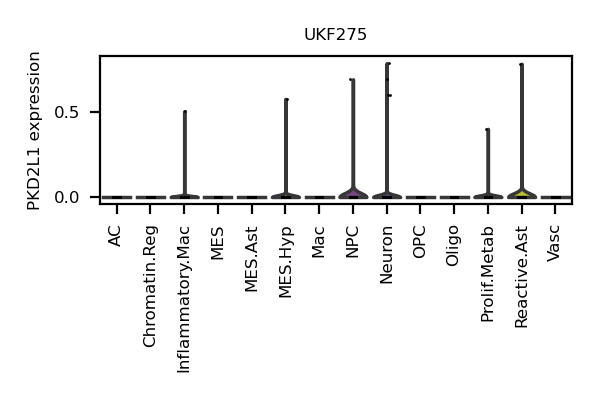 UKF275
PKD2L1 expression
0.5
0.0
AC
Chromatin.Reg
Inflammatory.Mac
MES
MES.Ast
MES.Hyp
Mac
NPC
Neuron
OPC
Oligo
Prolif.Metab
Reactive.Ast
Vasc